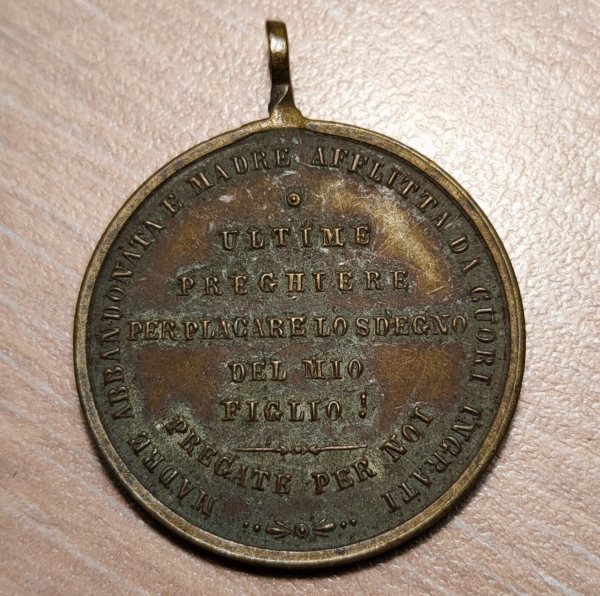 MADRE ABBANDONATA E MADRE AFFLITTA DA CUORI INGRATI
ULTIME
PREGHIERE
PER PLACARE LO SDEGNO
DEL MIO
FIGLIO!
PREGATE PER NOI